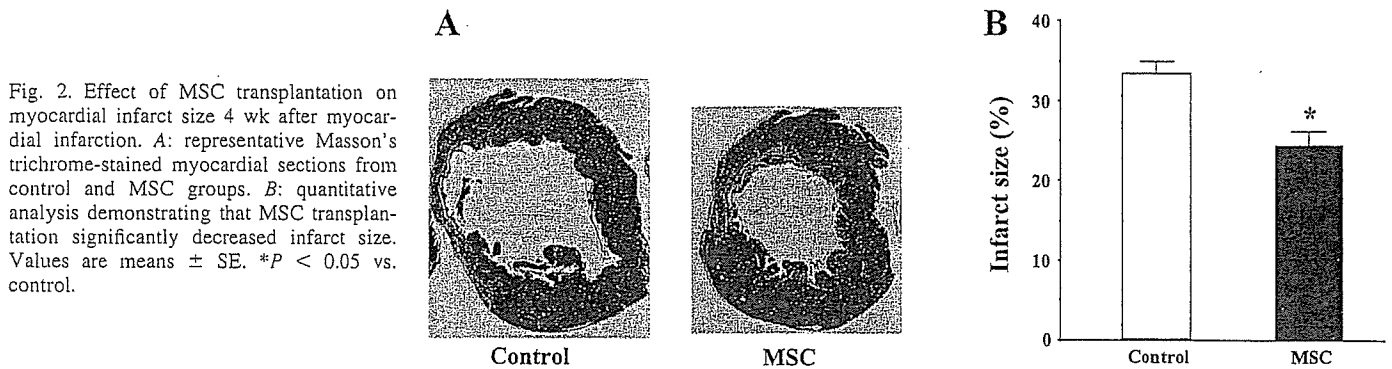 Fig. 2. Effect of MSC transplantation on
myocardial infarct size 4 wk after myocar-
dial infarction. A: representative Masson's
trichrome-stained myocardial sections from
control and MSC groups. B: quantitative
analysis demonstrating that MSC transplan-
tation significantly decreased infarct size.
Values are means ± SE. *P < 0.05 vs.
control.
A
Control
MSC
B
Infarct size (%)
40
30
20
10
0
*
Control
MSC